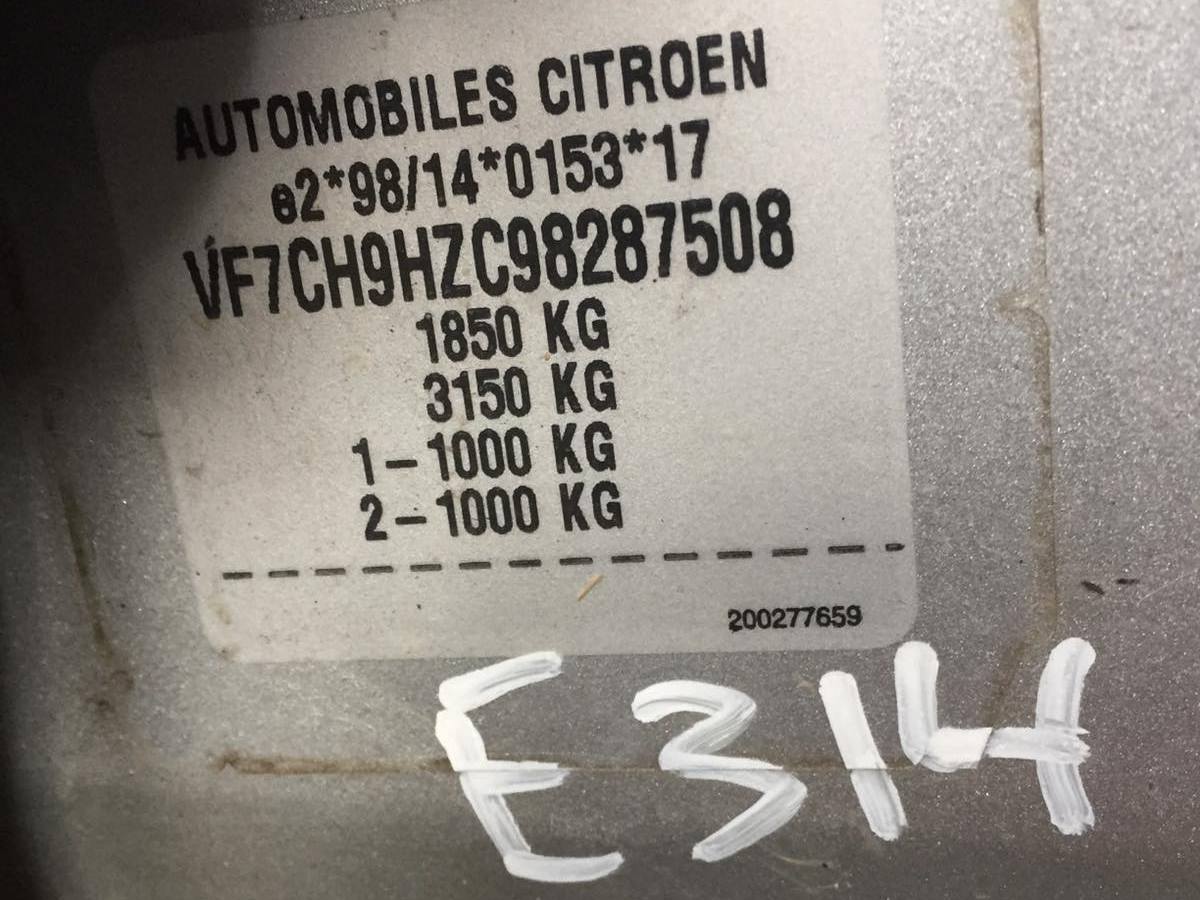 AUTOMOBILES CITROEN
e2*98/14*0153*17
VF7CH9HZC98287508
1850 KG
3150 KG
1-1000 KG
2-1000 KG
200277659
E314